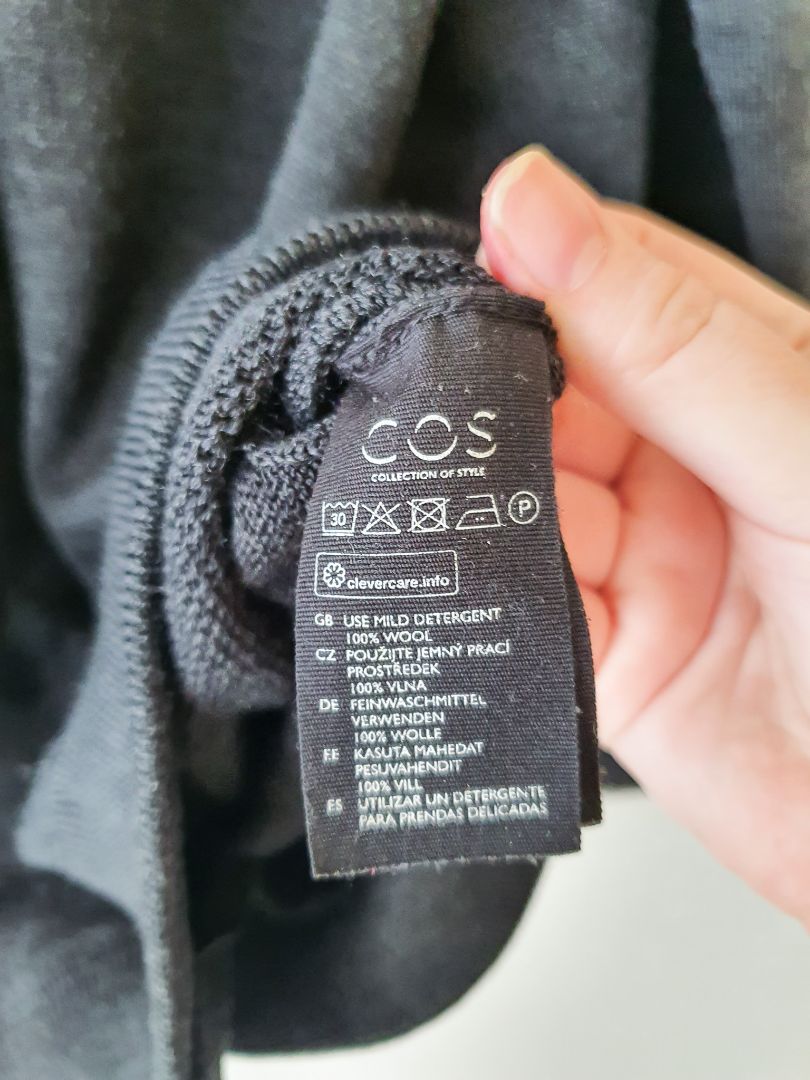 COS
COLLECTION OF STYLE
30 P
clevercare.info
GB USE MILD DETERGENT
100% WOOL
CZ POUŽIJTE JEMNÝ PRACÍ
PROSTŘEDEK
100% VLNA
DE FEINWASCHMITTEL
VERWENDEN
100% WOLLE
EE KASUTA MAHEDAT
PESUVAHENDIT
100% VILL
ES UTILIZAR UN DETERGENTE
PARA PRENDAS DELICADAS